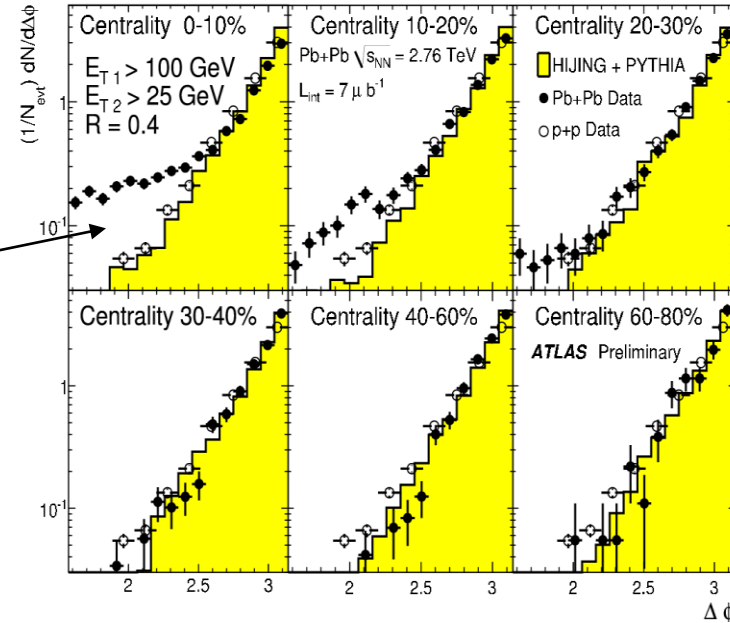 (1/N_evt) dN/dΔϕ
Centrality 0-10%
E_T1 > 100 GeV
E_T2 > 25 GeV
R = 0.4
1
10^-1
Centrality 10-20%
Pb+Pb √s_NN = 2.76 TeV
L_int = 7 μ b^-1
Centrality 20-30%
HIJING + PYTHIA
Pb+Pb Data
p+p Data
Centrality 30-40%
1
10^-1
Centrality 40-60%
Centrality 60-80%
ATLAS Preliminary
2 2.5 3 2 2.5 3 2 2.5 3
Δ ϕ